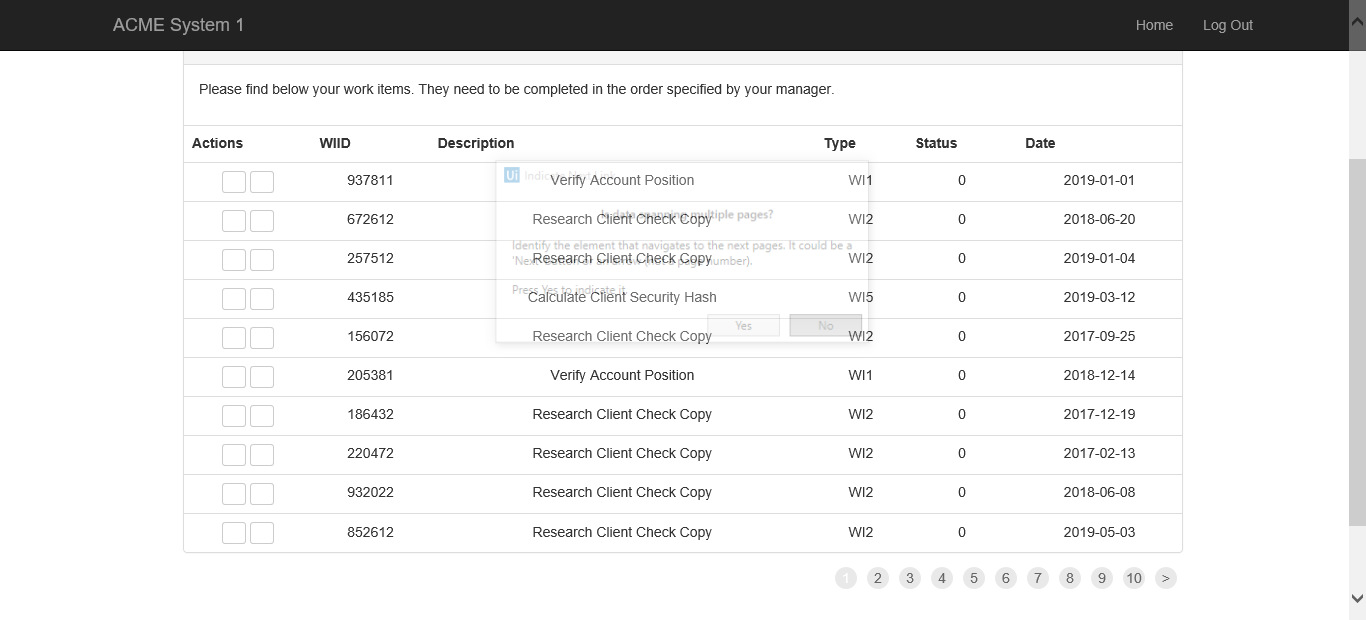 ACME System 1 Home Log Out
Please find below your work items. They need to be completed in the order specified by your manager.
Actions WIID Description Type Status Date
937811 Verify Account Position WI1 0 2019-01-01
672612 Research Client Check Copy WI2 0 2018-06-20
257512 Research Client Check Copy WI2 0 2019-01-04
435185 Calculate Client Security Hash WI5 0 2019-03-12
156072 Research Client Check Copy WI2 0 2017-09-25
205381 Verify Account Position WI1 0 2018-12-14
186432 Research Client Check Copy WI2 0 2017-12-19
220472 Research Client Check Copy WI2 0 2017-02-13
932022 Research Client Check Copy WI2 0 2018-06-08
852612 Research Client Check Copy WI2 0 2019-05-03
1 2 3 4 5 6 7 8 9 10 >
Ui
multiple pages?
Identify the element that navigates to the next pages. It could be a
Press Yes to indicate it
Yes No